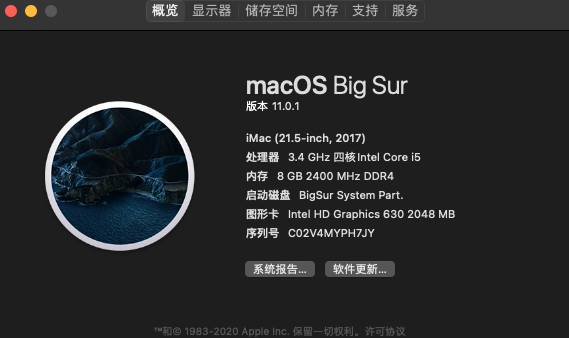 概览 显示器 储存空间 内存 支持 服务
macOS Big Sur
版本 11.0.1
iMac (21.5-inch, 2017)
处理器 3.4 GHz 四核Intel Core i5
内存 8 GB 2400 MHz DDR4
启动磁盘 BigSur System Part.
图形卡 Intel HD Graphics 630 2048 MB
序列号 C02V4MYPH7JY
系统报告... 软件更新...
™和© 1983-2020 Apple Inc. 保留一切权利。许可协议